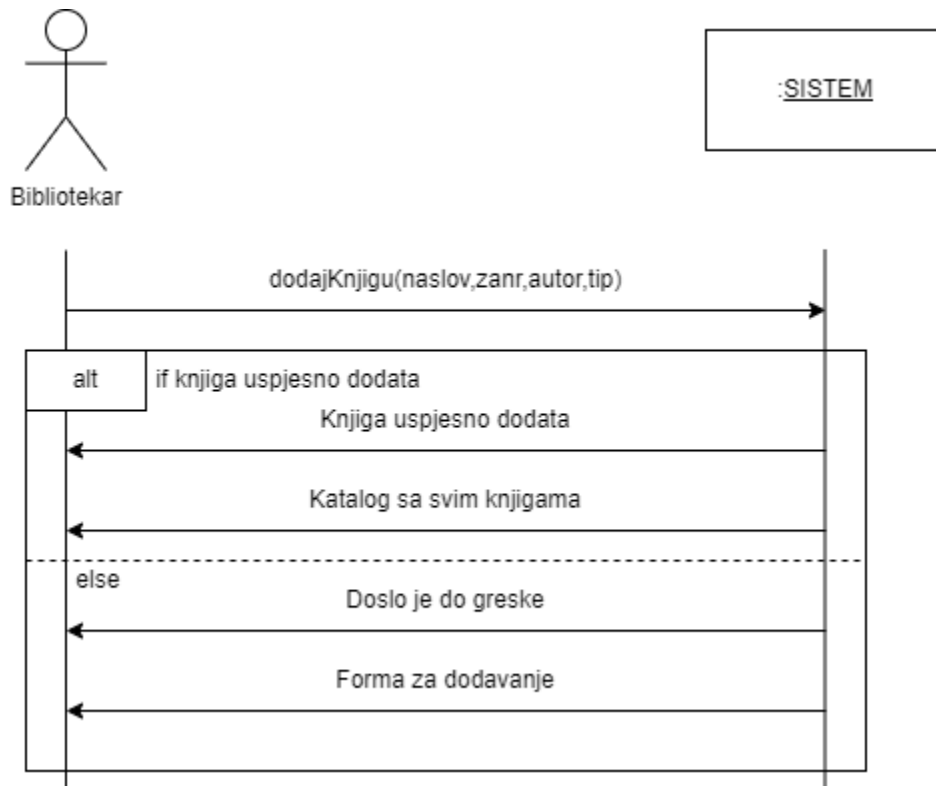 :SISTEM
Bibliotekar
dodajKnjigu(naslov,zanr,autor,tip)
alt
if knjiga uspjesno dodata
Knjiga uspjesno dodata
Katalog sa svim knjigama
else
Doslo je do greske
Forma za dodavanje